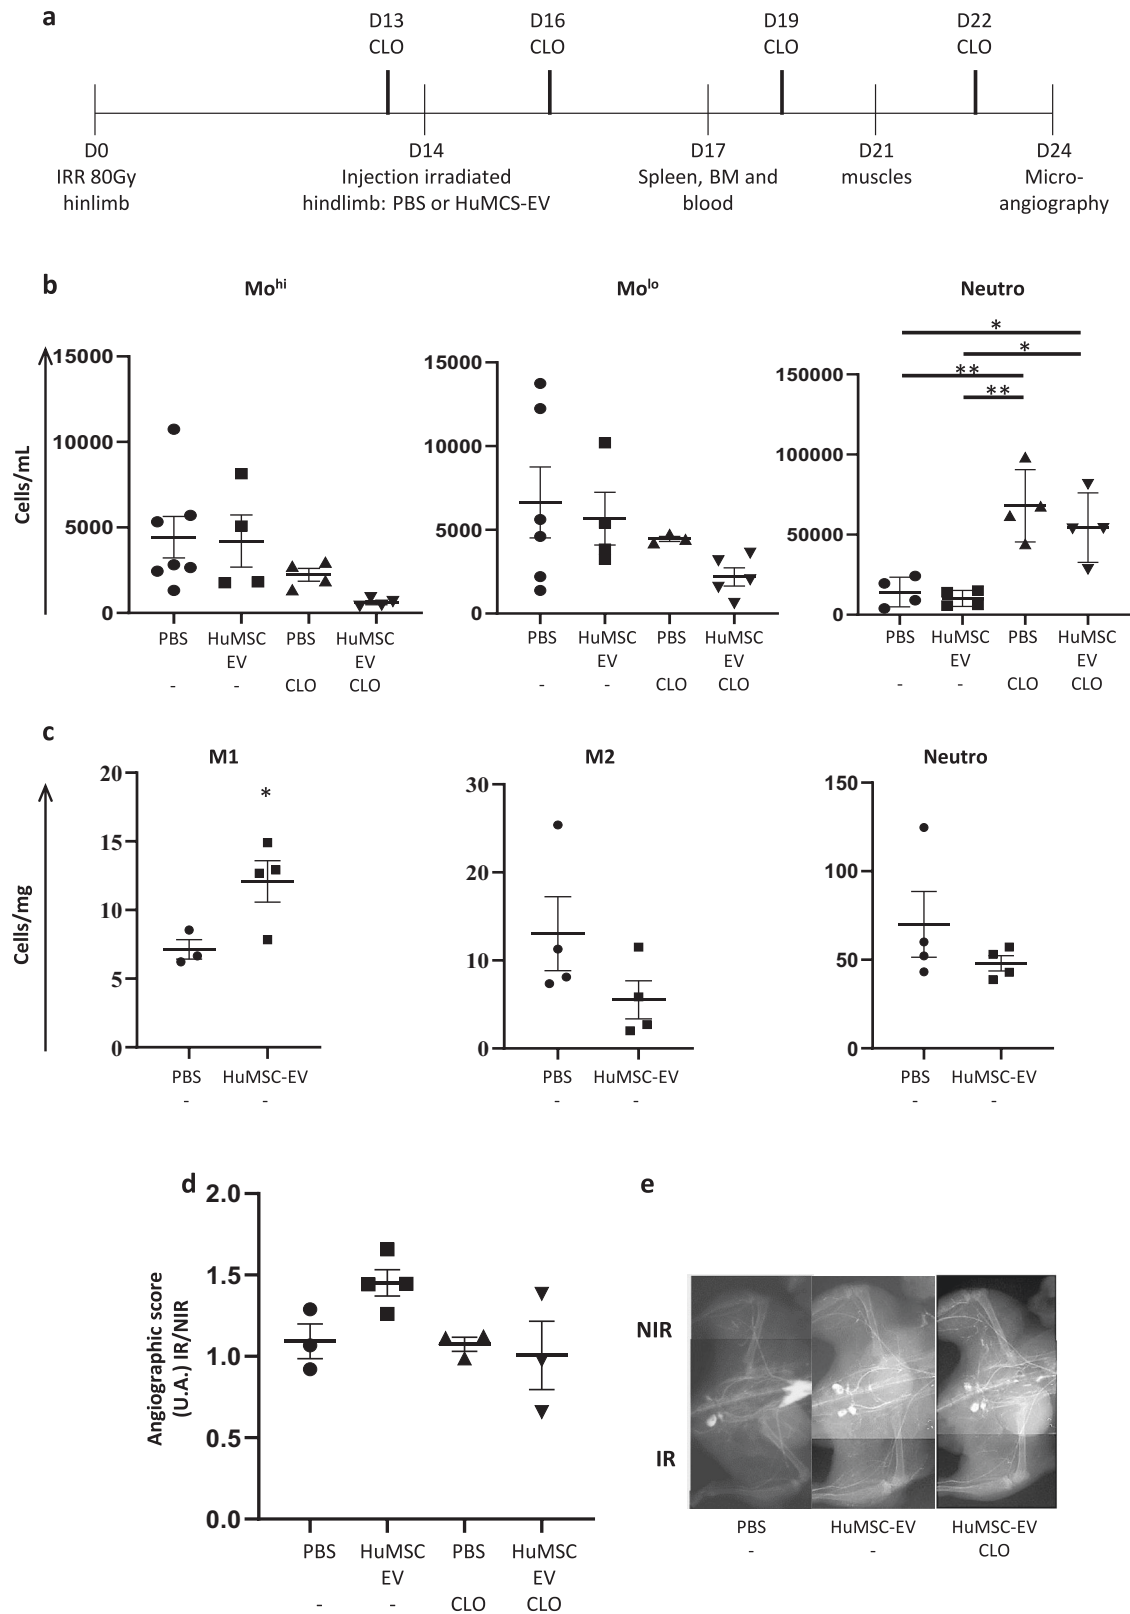 a
D13 D16 D19 D22
CLO CLO CLO CLO
D0 D14 D17 D21 D24
IRR 80Gy Injection irradiated Spleen, BM and muscles Micro-
hinlimb hindlimb: PBS or HuMCS-EV blood angiography
b
Mohi Molo Neutro
Cells/mL
15000
10000
5000
0
PBS HuMSC PBS HuMSC
EV EV
- - CLO CLO
15000
10000
5000
0
PBS HuMSC PBS HuMSC
EV EV
- - CLO CLO
*
*
**
**
150000
100000
50000
0
PBS HuMSC PBS HuMSC
EV EV
- - CLO CLO
c
M1 M2 Neutro
Cells/mg
20
15
10
5
0
*
PBS HuMSC-EV
- -
30
20
10
0
PBS HuMSC-EV
- -
150
100
50
0
PBS HuMSC-EV
- -
d
Angiographic score
(U.A.) IR/NIR
2.0
1.5
1.0
0.5
0.0
PBS HuMSC PBS HuMSC
EV EV
- - CLO CLO
e
NIR
IR
PBS HuMSC-EV HuMSC-EV
- - CLO